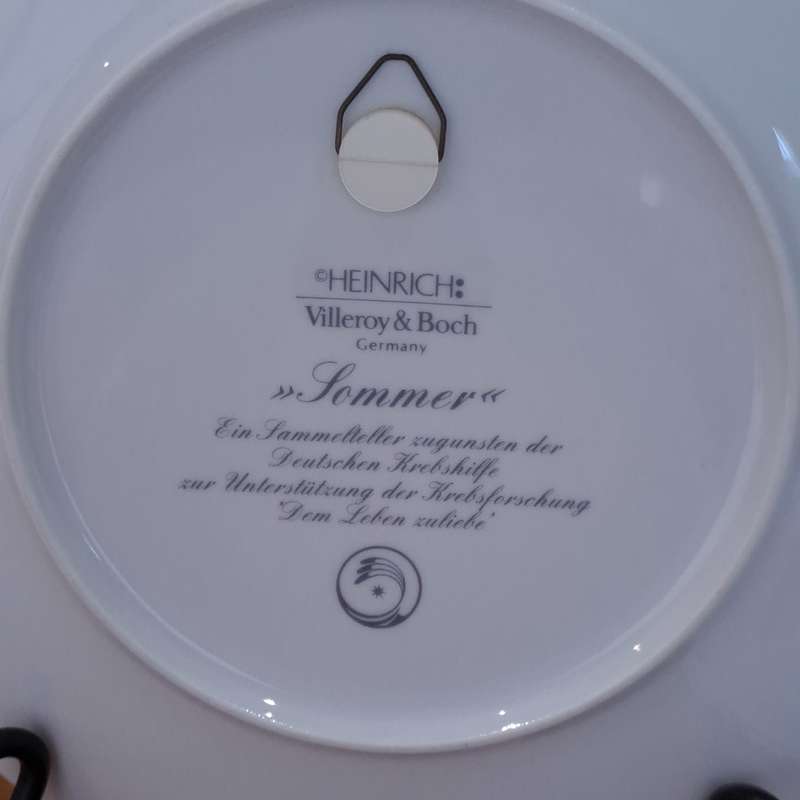 ©HEINRICH:
Villeroy & Boch
Germany
»Sommer«
Ein Sammelteller zugunsten der
Deutschen Krebshilfe
zur Unterstützung der Krebsforschung
"Dem Leben zuliebe"